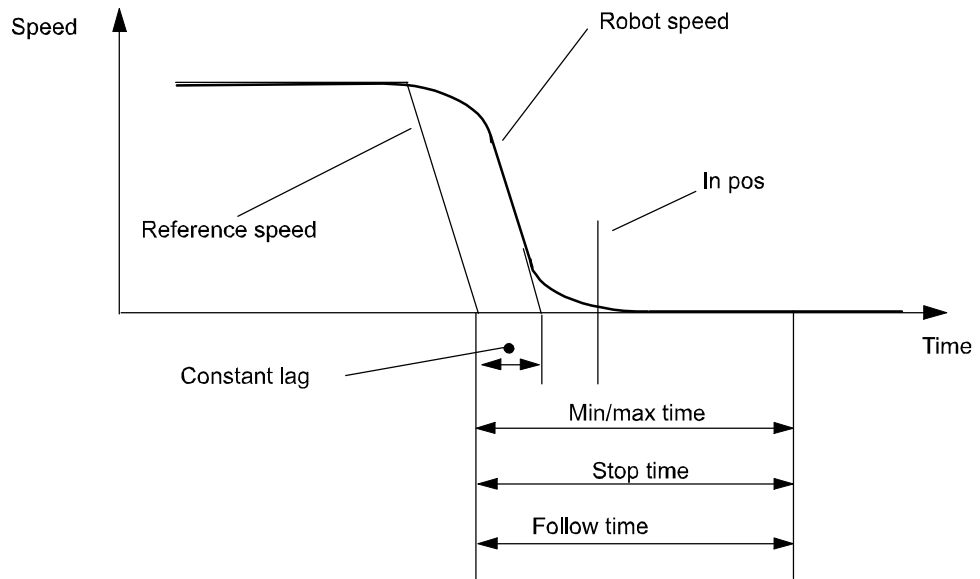 Speed
Robot speed
In pos
Reference speed
Time
Constant lag
Min/max time
Stop time
Follow time